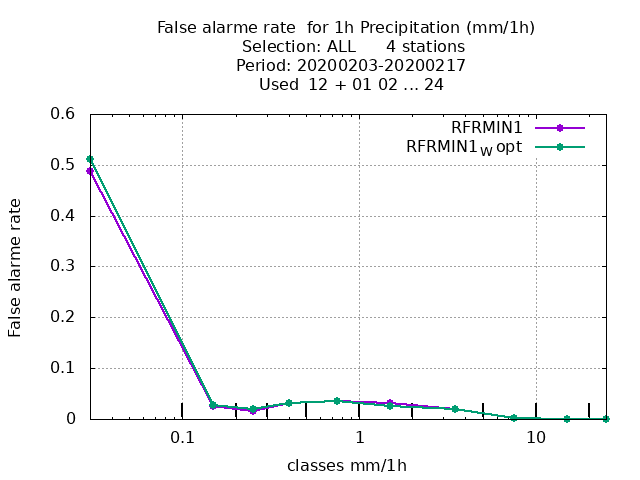 False alarme rate  for 1h Precipitation (mm/1h)
Selection: ALL      4 stations
Period: 20200203-20200217
Used  12 + 01 02 ... 24
RFRMIN1
RFRMIN1W opt
False alarme rate
0.6
0.5
0.4
0.3
0.2
0.1
0
0.1
1
10
classes mm/1h